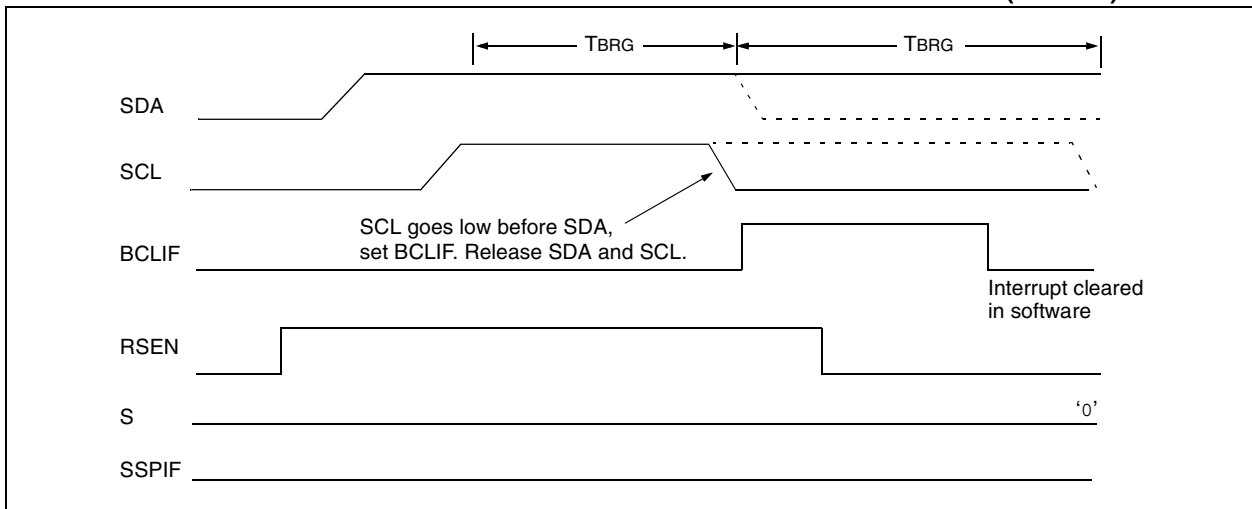 TBRG TBRG
SDA
SCL
SCL goes low before SDA,
set BCLIF. Release SDA and SCL.
BCLIF
Interrupt cleared
in software
RSEN
S ‘0’
SSPIF